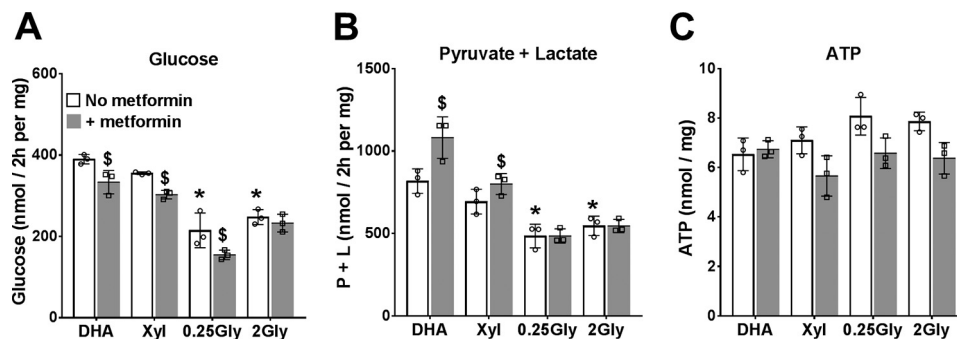 A
Glucose
Glucose (nmol / 2h per mg)
600
400
200
0
No metformin
+ metformin
$
$
*
$
*
DHA
Xyl
0.25Gly
2Gly
B
Pyruvate + Lactate
P + L (nmol / 2h per mg)
1500
1000
500
0
$
$
*
*
DHA
Xyl
0.25Gly
2Gly
C
ATP
ATP (nmol / mg)
10
8
6
4
2
0
DHA
Xyl
0.25Gly
2Gly